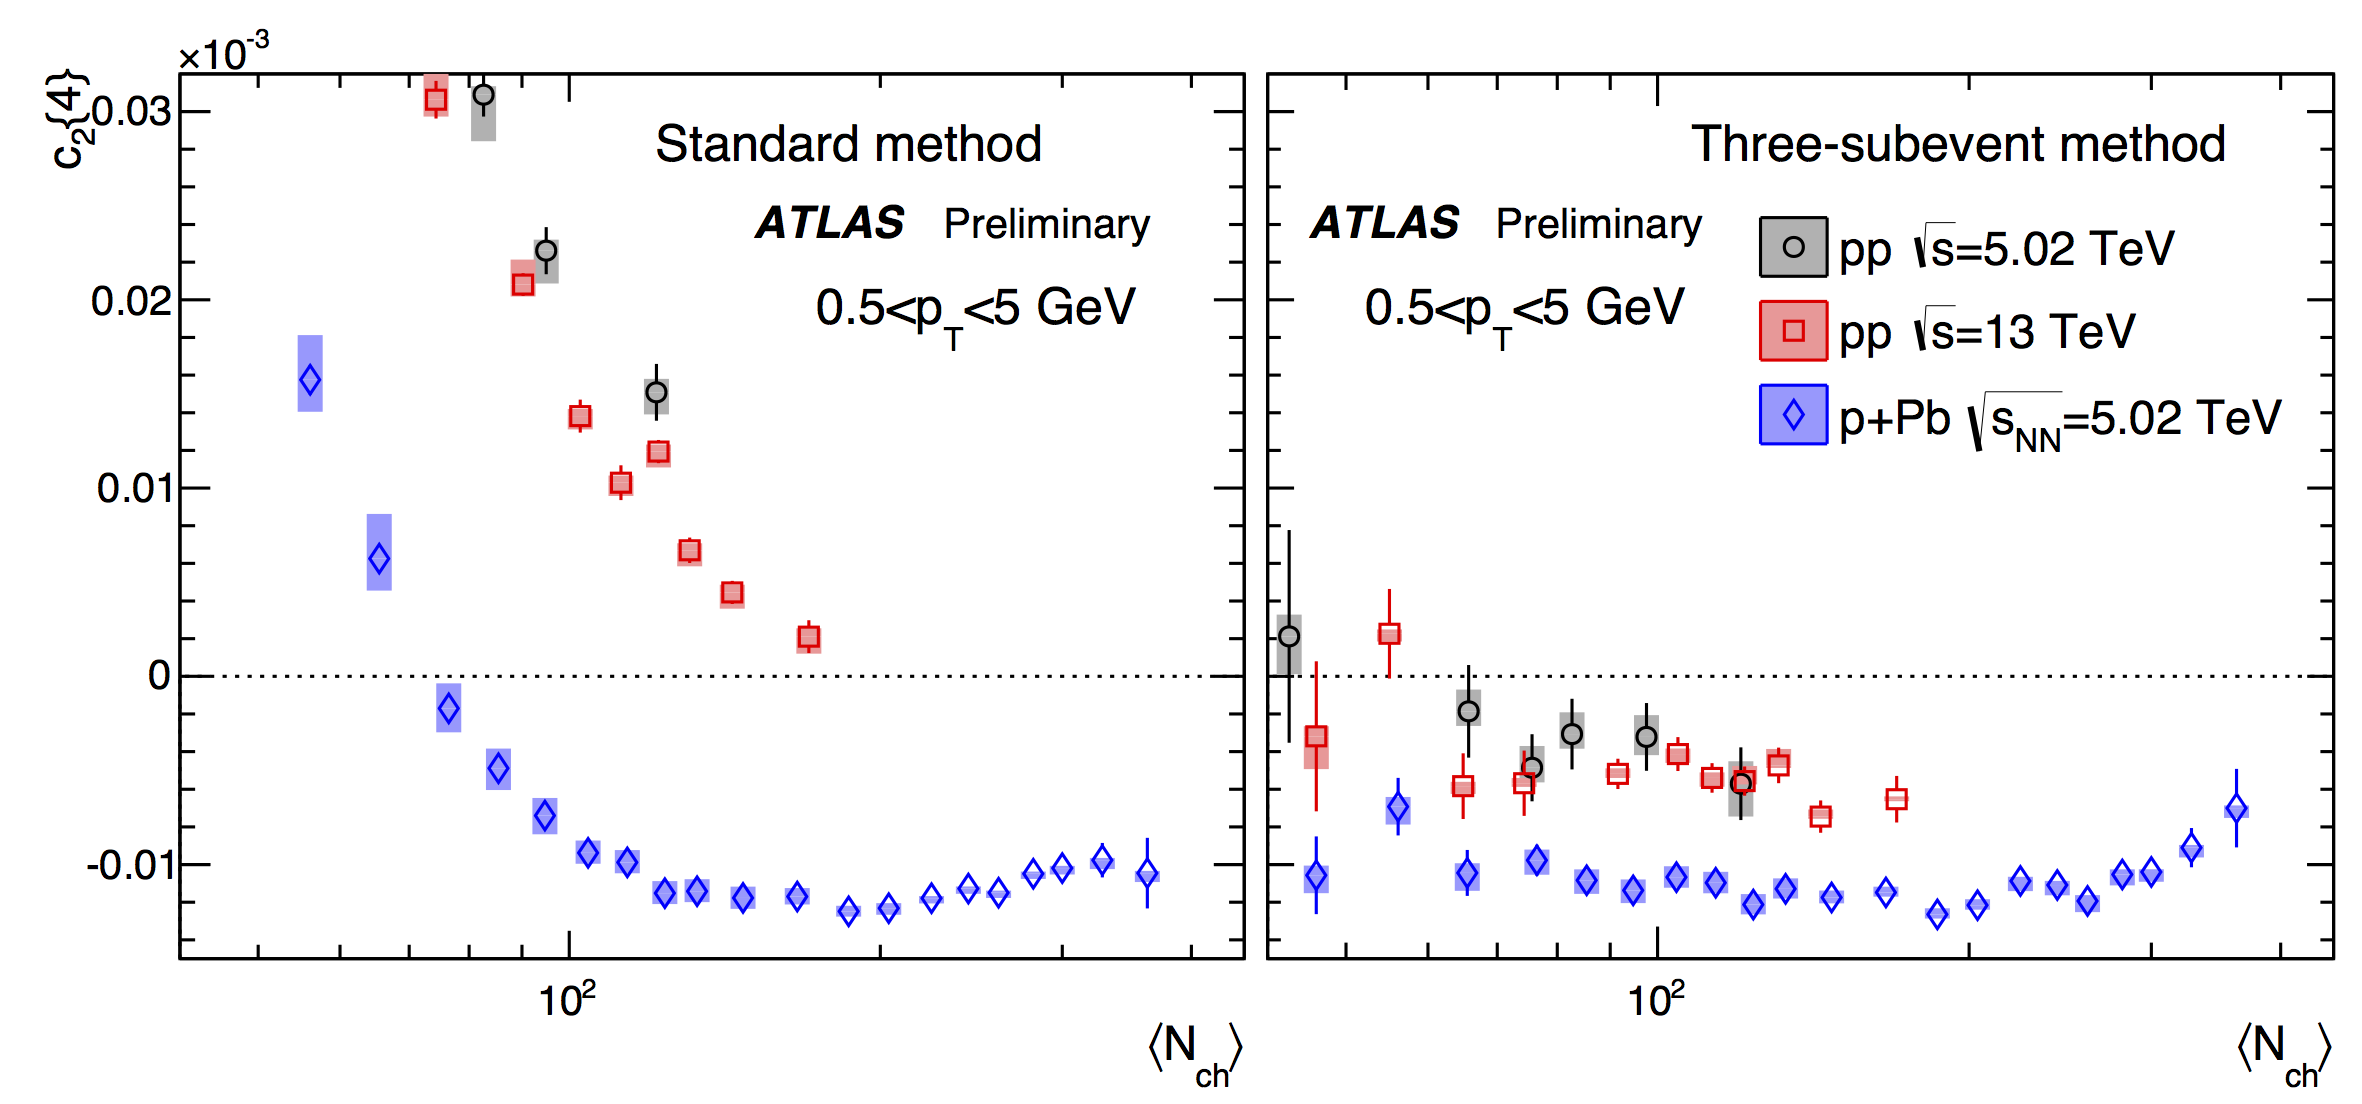 ×10⁻³
c₂{4}
0.03
0.02
0.01
0
-0.01
Standard method
ATLAS Preliminary
0.5<p_T<5 GeV
10²
⟨N_ch⟩
Three-subevent method
ATLAS Preliminary
0.5<p_T<5 GeV
pp √s=5.02 TeV
pp √s=13 TeV
p+Pb √s_NN=5.02 TeV
10²
⟨N_ch⟩